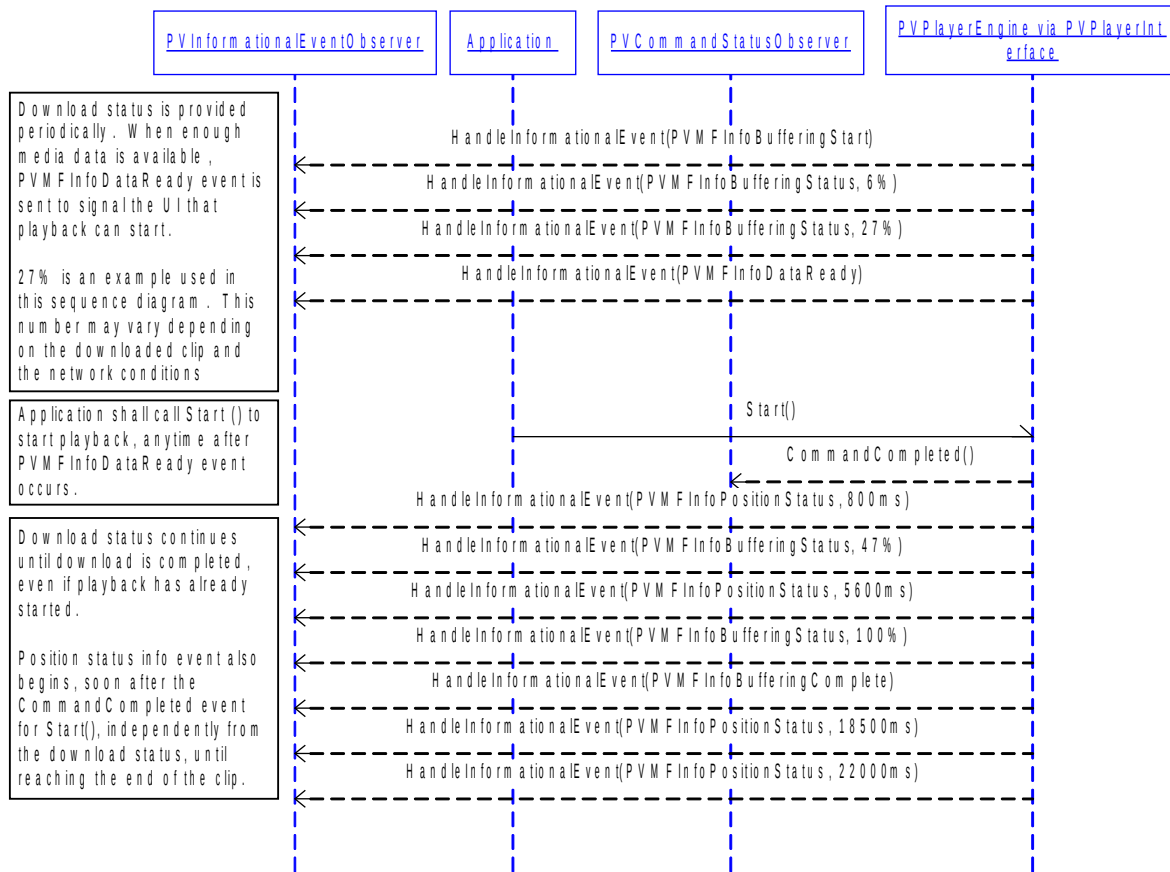 PVInformationalEventObserver
Application
PVCommandStatusObserver
PVPlayerEngine via PVPlayerInt
erface
Download status is provided
periodically. When enough
media data is available,
PVMFInfoDataReady event is
sent to signal the UI that
playback can start.
27% is an example used in
this sequence diagram. This
number may vary depending
on the downloaded clip and
the network conditions
HandleInformationalEvent(PVMFInfoBufferingStart)
HandleInformationalEvent(PVMFInfoBufferingStatus, 6%)
HandleInformationalEvent(PVMFInfoBufferingStatus, 27%)
HandleInformationalEvent(PVMFInfoDataReady)
Application shall call Start() to
start playback, anytime after
PVMFInfoDataReady event
occurs.
Start()
CommandCompleted()
HandleInformationalEvent(PVMFInfoPositionStatus, 800ms)
Download status continues
until download is completed,
even if playback has already
started.
Position status info event also
begins, soon after the
CommandCompleted event
for Start(), independently from
the download status, until
reaching the end of the clip.
HandleInformationalEvent(PVMFInfoBufferingStatus, 47%)
HandleInformationalEvent(PVMFInfoPositionStatus, 5600ms)
HandleInformationalEvent(PVMFInfoBufferingStatus, 100%)
HandleInformationalEvent(PVMFInfoBufferingComplete)
HandleInformationalEvent(PVMFInfoPositionStatus, 18500ms)
HandleInformationalEvent(PVMFInfoPositionStatus, 22000ms)